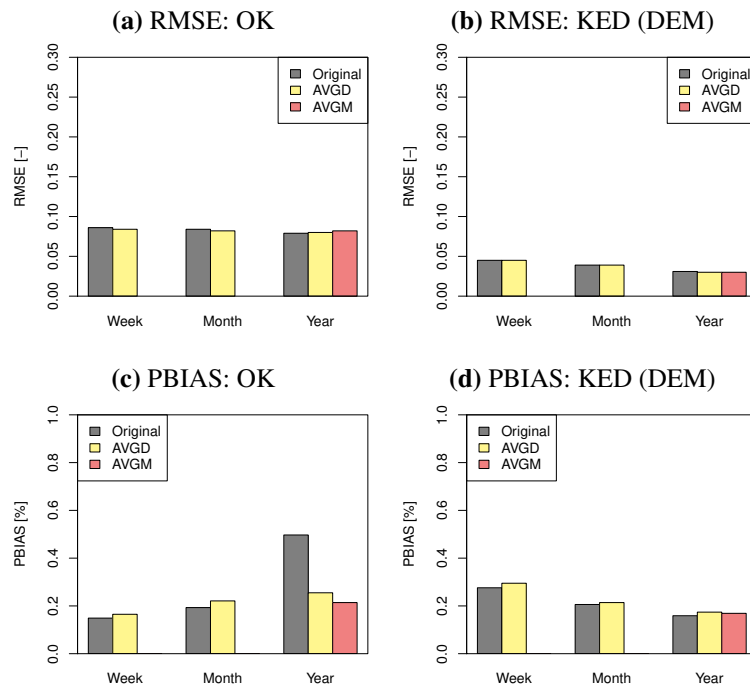 (a) RMSE: OK
RMSE [−]
0.30
0.25
0.20
0.15
0.10
0.05
0.00
Original
AVGD
AVGM
Week Month Year
(b) RMSE: KED (DEM)
RMSE [−]
0.30
0.25
0.20
0.15
0.10
0.05
0.00
Original
AVGD
AVGM
Week Month Year
(c) PBIAS: OK
PBIAS [%]
1.0
0.8
0.6
0.4
0.2
0.0
Original
AVGD
AVGM
Week Month Year
(d) PBIAS: KED (DEM)
PBIAS [%]
1.0
0.8
0.6
0.4
0.2
0.0
Original
AVGD
AVGM
Week Month Year